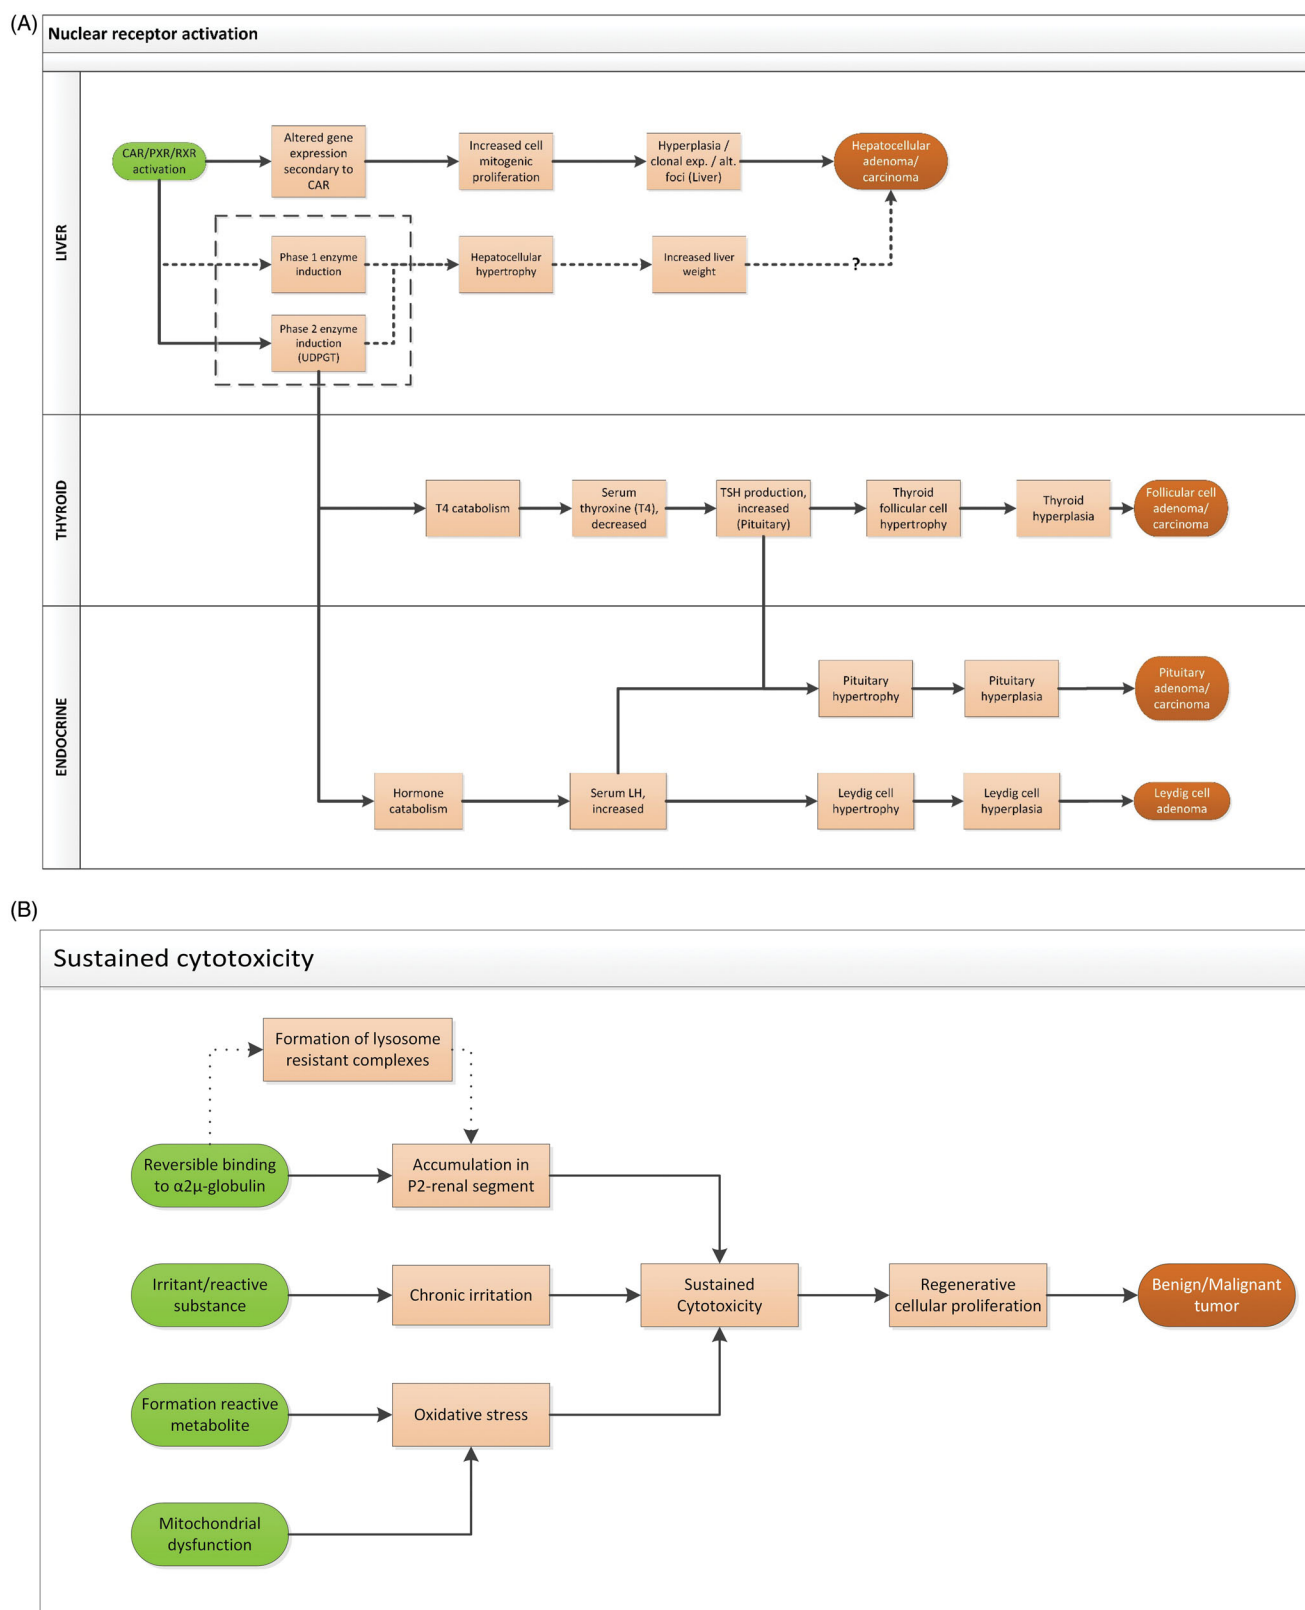 (A)
Nuclear receptor activation
LIVER
CAR/PXR/RXR
activation
Altered gene
expression
secondary to
CAR
Increased cell
mitogenic
proliferation
Hyperplasia /
clonal exp. / alt.
foci (Liver)
Hepatocellular
adenoma/
carcinoma
Phase 1 enzyme
induction
Hepatocellular
hypertrophy
Increased liver
weight
?
Phase 2 enzyme
induction
(UDPGT)
THYROID
T4 catabolism
Serum
thyroxine (T4),
decreased
TSH production,
increased
(Pituitary)
Thyroid
follicular cell
hypertrophy
Thyroid
hyperplasia
Follicular cell
adenoma/
carcinoma
ENDOCRINE
Pituitary
hypertrophy
Pituitary
hyperplasia
Pituitary
adenoma/
carcinoma
Hormone
catabolism
Serum LH,
increased
Leydig cell
hypertrophy
Leydig cell
hyperplasia
Leydig cell
adenoma
(B)
Sustained cytotoxicity
Formation of lysosome
resistant complexes
Reversible binding
to α2μ-globulin
Accumulation in
P2-renal segment
Irritant/reactive
substance
Chronic irritation
Sustained
Cytotoxicity
Regenerative
cellular proliferation
Benign/Malignant
tumor
Formation reactive
metabolite
Oxidative stress
Mitochondrial
dysfunction